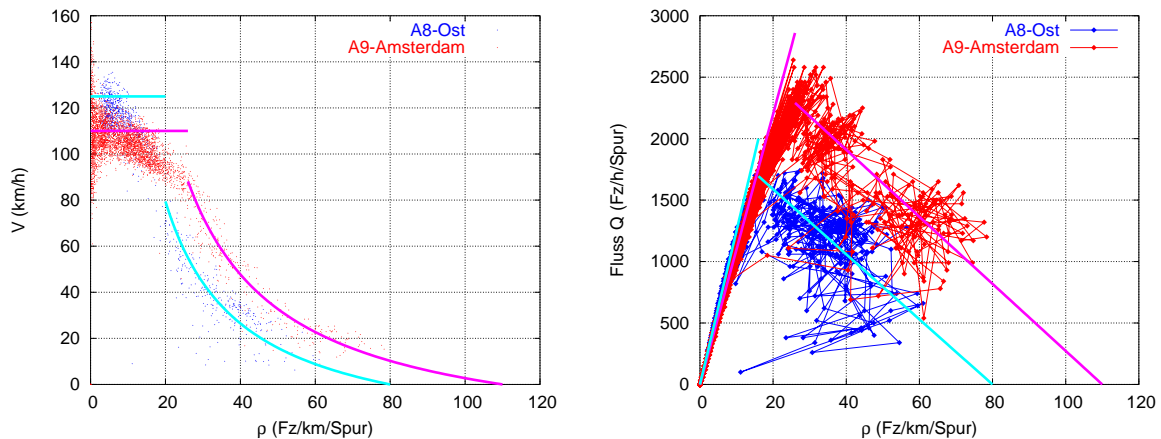 160
140
120
100
80
60
40
20
0
0 20 40 60 80 100 120
V (km/h)
ρ (Fz/km/Spur)
A8-Ost
A9-Amsterdam
3000
2500
2000
1500
1000
500
0
0 20 40 60 80 100 120
Fluss Q (Fz/h/Spur)
ρ (Fz/km/Spur)
A8-Ost
A9-Amsterdam